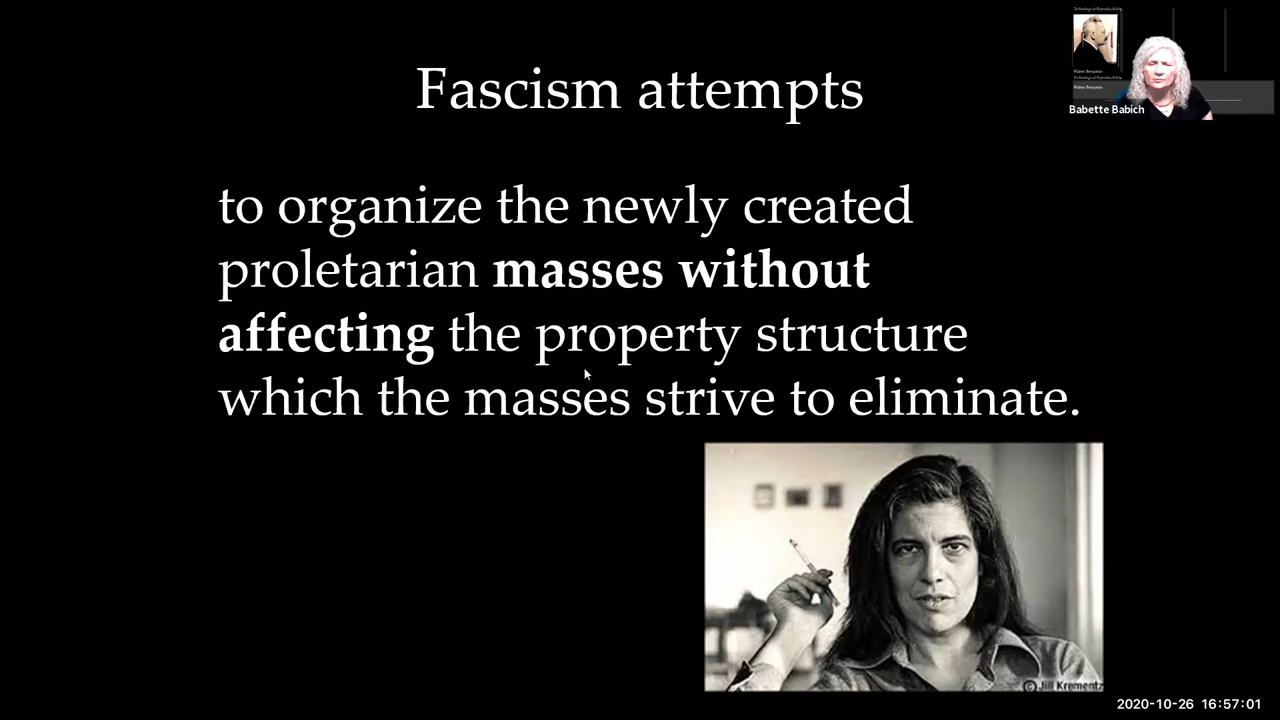 Fascism attempts
to organize the newly created
proletarian masses without
affecting the property structure
which the masses strive to eliminate.
Babette Babich
© Jill Krementz
2020-10-26 16:57:01